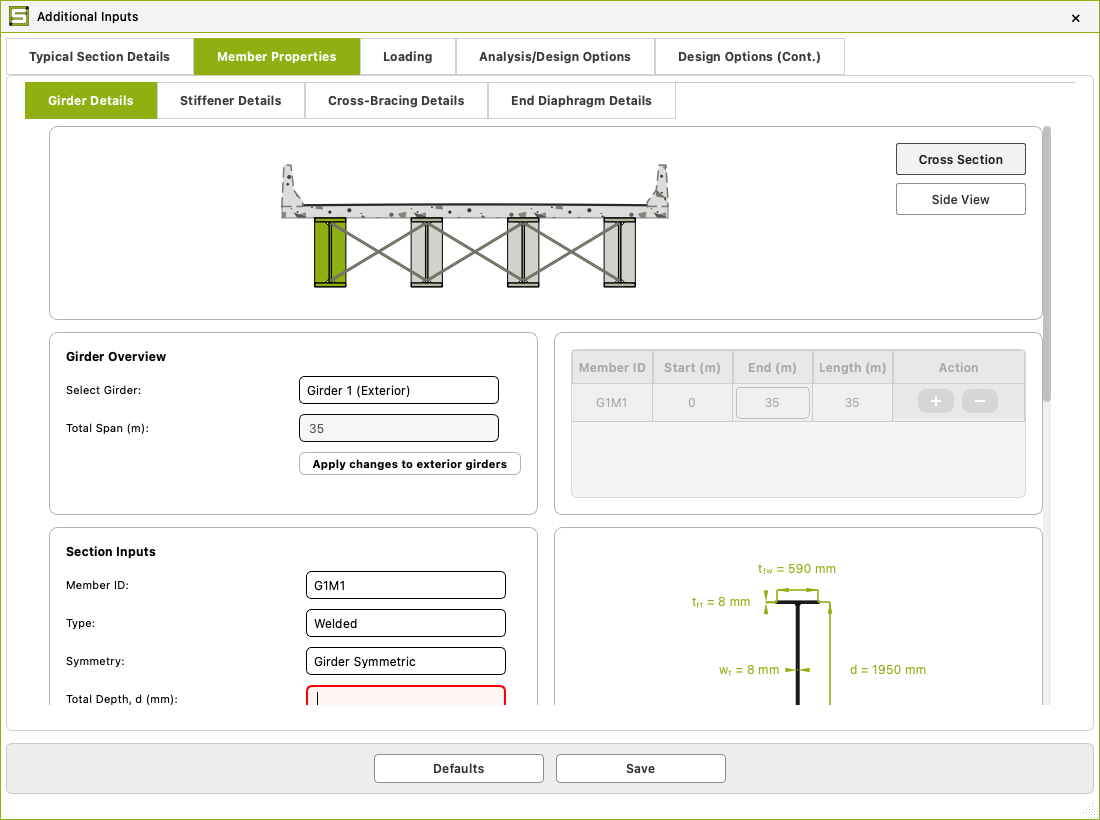 Additional Inputs
Typical Section Details
Member Properties
Loading
Analysis/Design Options
Design Options (Cont.)
Girder Details
Stiffener Details
Cross-Bracing Details
End Diaphragm Details
Cross Section
Side View
Girder Overview
Select Girder:
Girder 1 (Exterior)
Total Span (m):
35
Apply changes to exterior girders
Member ID Start (m) End (m) Length (m) Action
G1M1 0 35 35 + −
Section Inputs
Member ID:
G1M1
Type:
Welded
Symmetry:
Girder Symmetric
Total Depth, d (mm):
tfw = 590 mm
tft = 8 mm
wt = 8 mm
d = 1950 mm
Defaults
Save